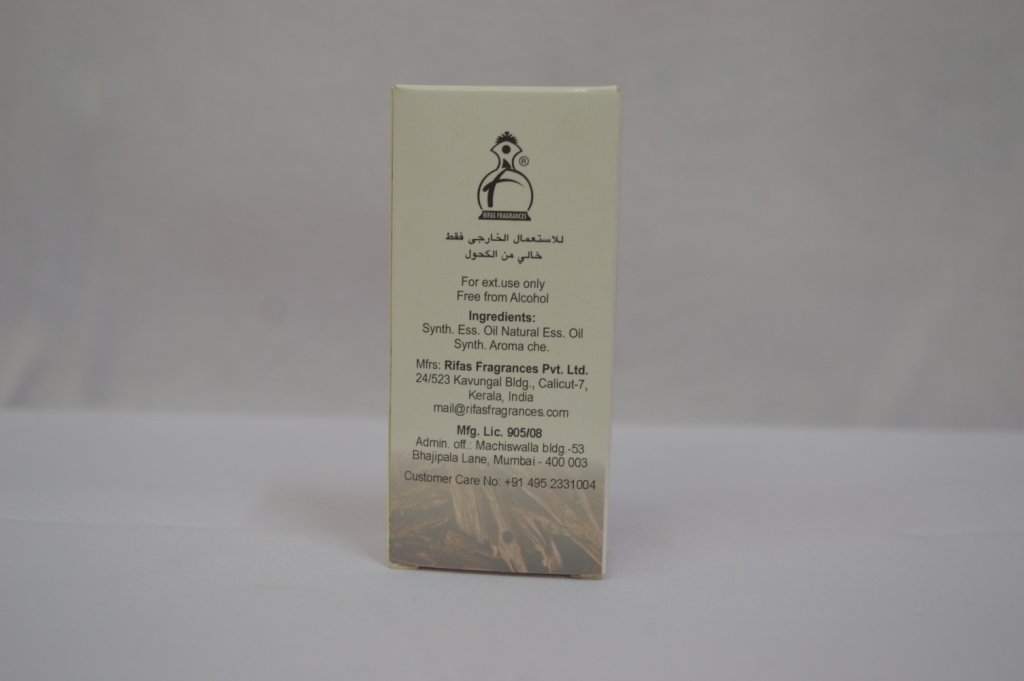 ®
RIFAS FRAGRANCES
للاستعمال الخارجى فقط
خالي من الكحول
For ext.use only
Free from Alcohol
Ingredients:
Synth. Ess. Oil Natural Ess. Oil
Synth. Aroma che.
Mfrs: Rifas Fragrances Pvt. Ltd.
24/523 Kavungal Bldg., Calicut-7,
Kerala, India
mail@rifasfragrances.com
Mfg. Lic. 905/08
Admin. off.: Machiswalla bldg.-53
Bhajipala Lane, Mumbai - 400 003
Customer Care No: +91 495 2331004